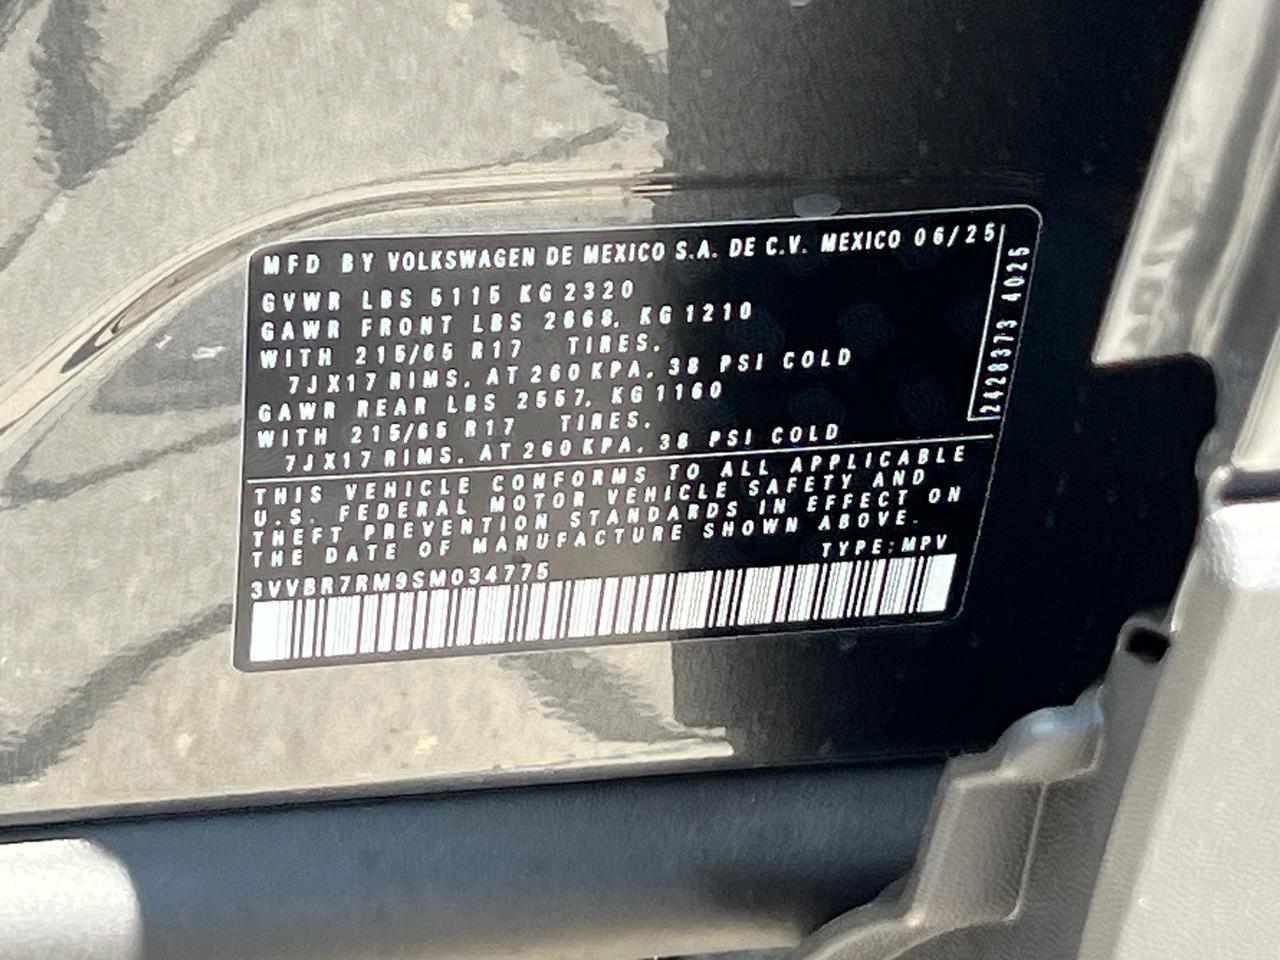 MFD BY VOLKSWAGEN DE MEXICO S.A. DE C.V. MEXICO 06/25
GVWR LBS 5115 KG 2320
GAWR FRONT LBS 2668, KG 1210
WITH 215/65 R17 TIRES,
7JX17 RIMS, AT 260 KPA, 38 PSI COLD
GAWR REAR LBS 2557, KG 1160
WITH 215/65 R17 TIRES,
7JX17 RIMS, AT 260 KPA, 38 PSI COLD
2428373 4025
THIS VEHICLE CONFORMS TO ALL APPLICABLE
U.S. FEDERAL MOTOR VEHICLE SAFETY AND
THEFT PREVENTION STANDARDS IN EFFECT ON
THE DATE OF MANUFACTURE SHOWN ABOVE.
TYPE: MPV
3VVBR7RM9SM034775